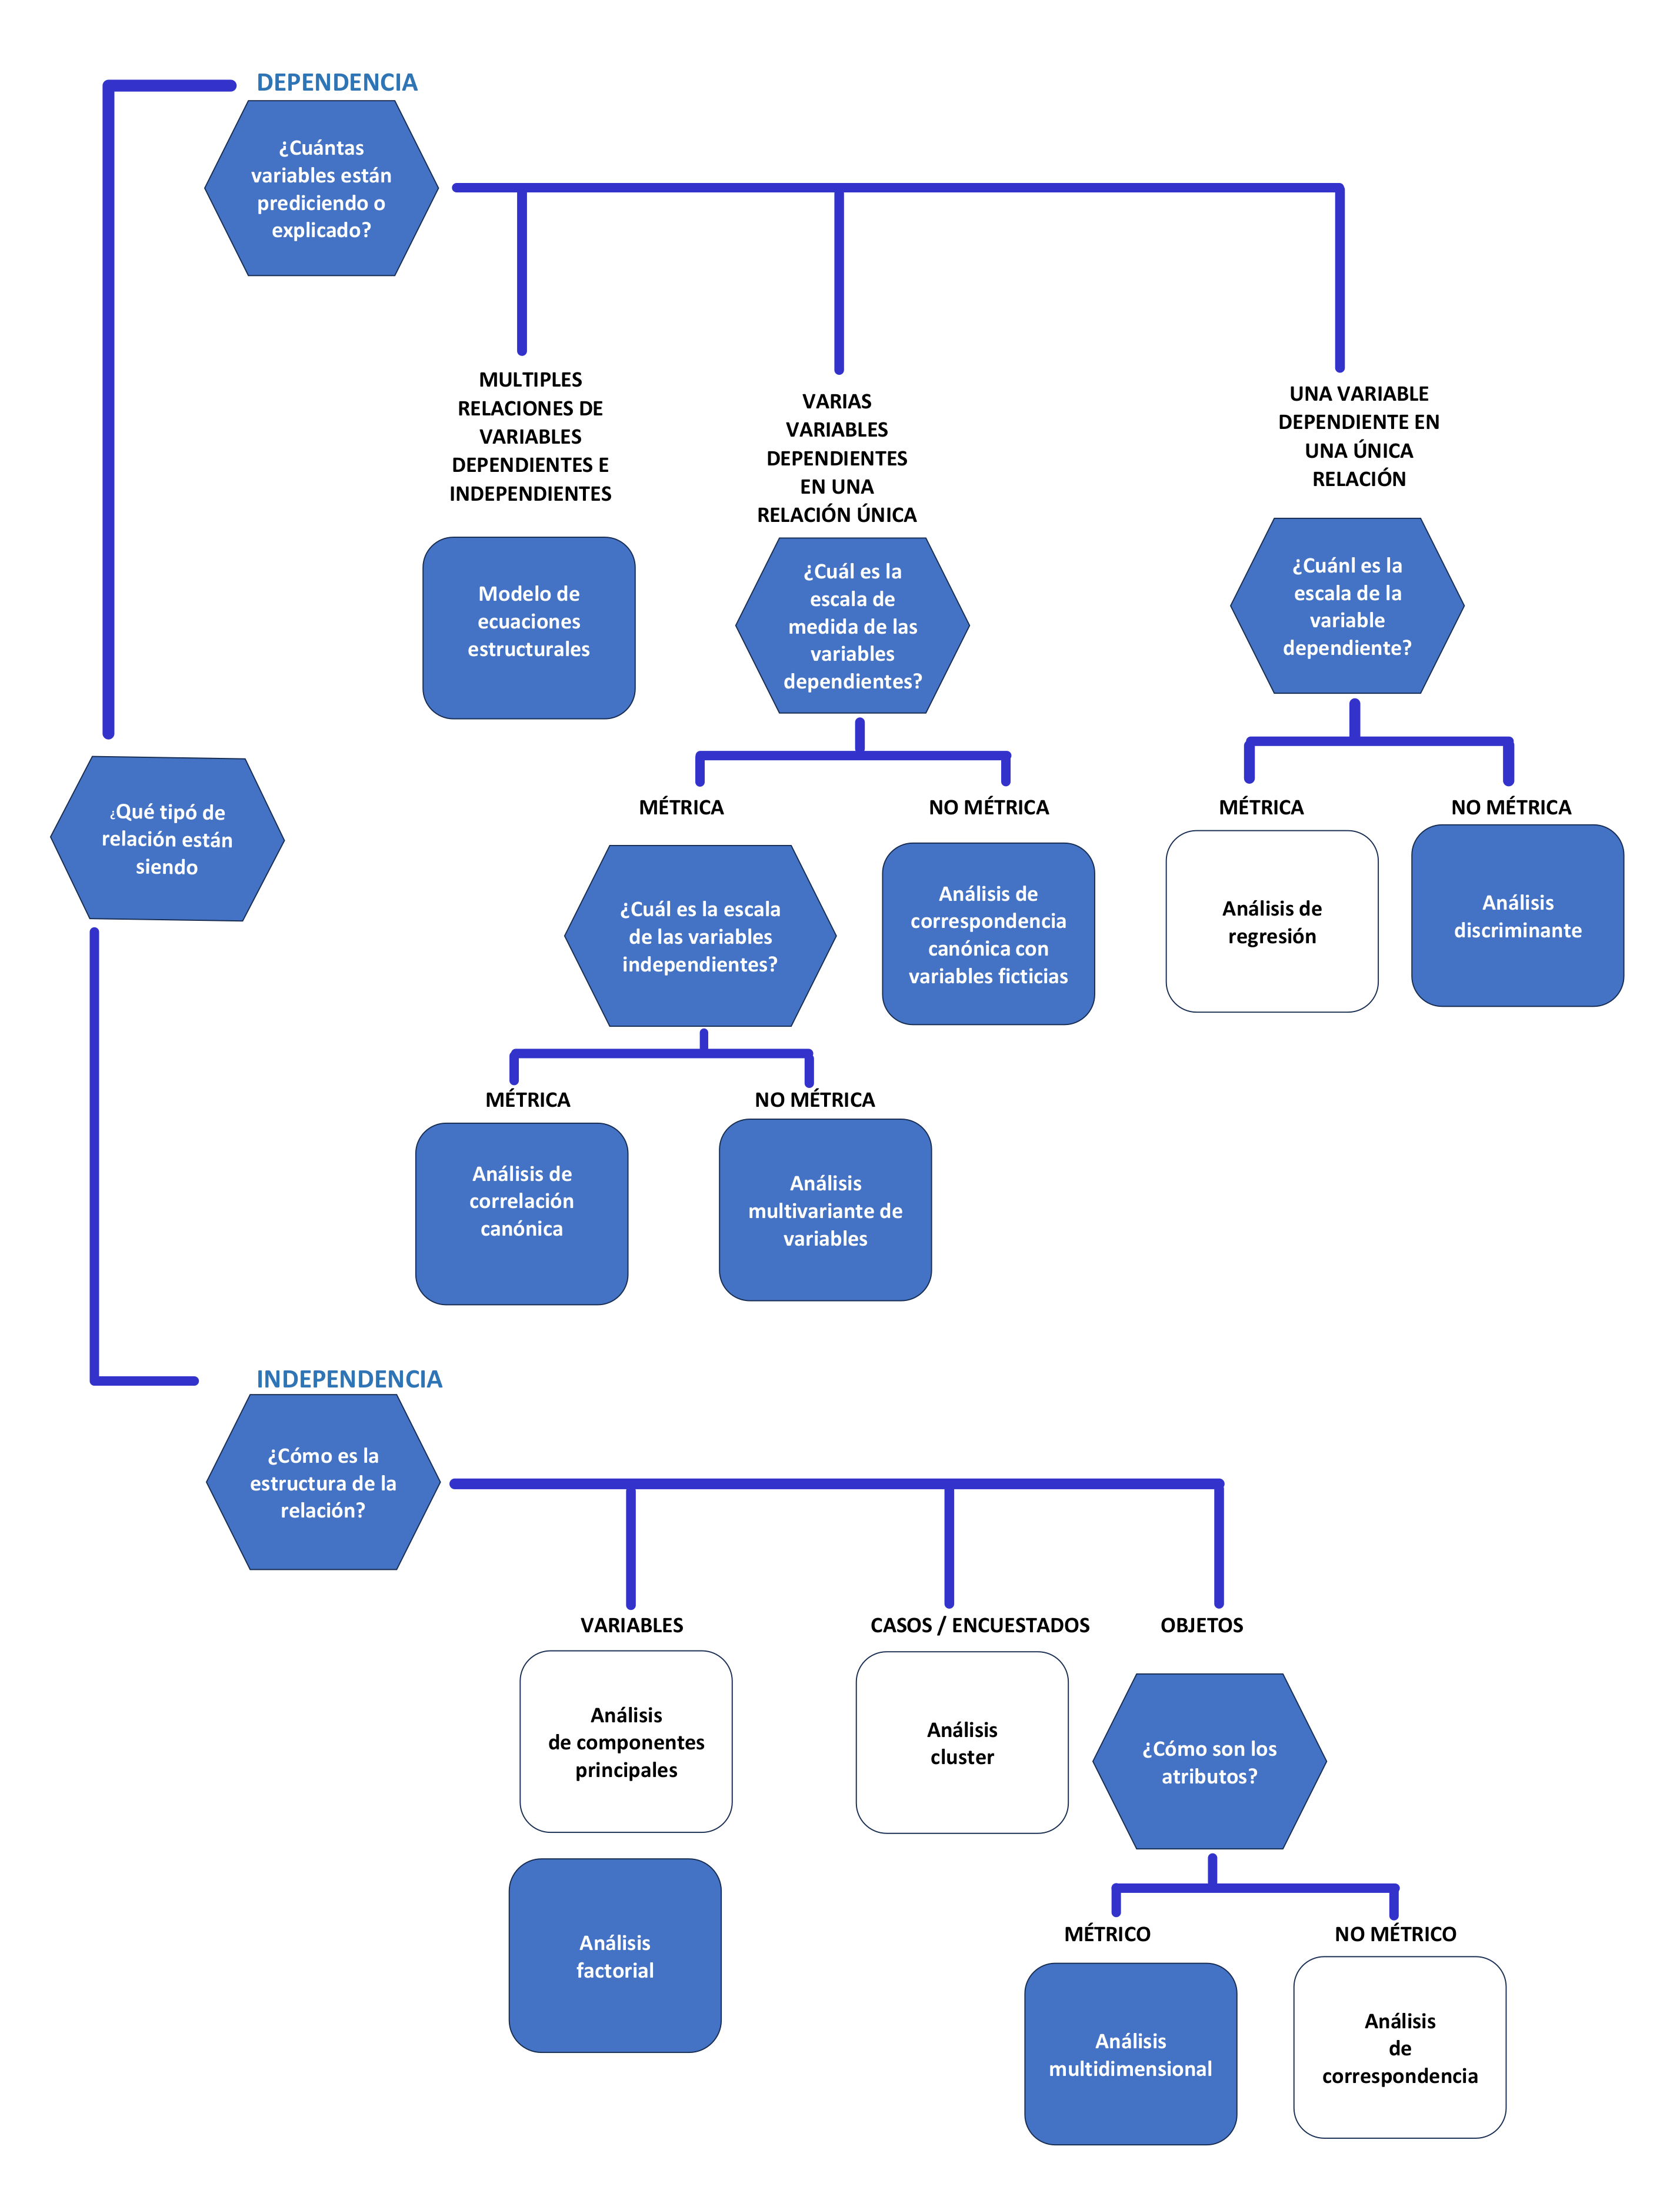 DEPENDENCIA
¿Cuántas
variables están
prediciendo o
explicado?
MULTIPLES
RELACIONES DE
VARIABLES
DEPENDIENTES E
INDEPENDIENTES
VARIAS
VARIABLES
DEPENDIENTES
EN UNA
RELACIÓN ÚNICA
UNA VARIABLE
DEPENDIENTE EN
UNA ÚNICA
RELACIÓN
Modelo de
ecuaciones
estructurales
¿Cuál es la
escala de
medida de las
variables
dependientes?
¿Cuánl es la
escala de la
variable
dependiente?
¿Qué tipó de
relación están
siendo
MÉTRICA
NO MÉTRICA
MÉTRICA
NO MÉTRICA
¿Cuál es la escala
de las variables
independientes?
Análisis de
correspondencia
canónica con
variables ficticias
Análisis de
regresión
Análisis
discriminante
MÉTRICA
NO MÉTRICA
Análisis de
correlación
canónica
Análisis
multivariante de
variables
INDEPENDENCIA
¿Cómo es la
estructura de la
relación?
VARIABLES
CASOS / ENCUESTADOS
OBJETOS
Análisis
de componentes
principales
Análisis
cluster
¿Cómo son los
atributos?
Análisis
factorial
MÉTRICO
NO MÉTRICO
Análisis
multidimensional
Análisis
de
correspondencia